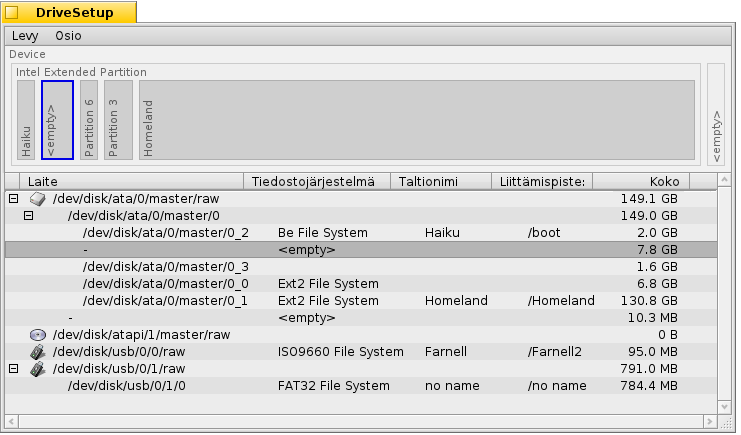 DriveSetup
Levy Osio
Device
Intel Extended Partition
Haiku
<empty>
Partition 6
Partition 3
Homeland
<empty>
Laite Tiedostojärjestelmä Taltionimi Liittämispiste: Koko
/dev/disk/ata/0/master/raw 149.1 GB
/dev/disk/ata/0/master/0 149.0 GB
/dev/disk/ata/0/master/0_2 Be File System Haiku /boot 2.0 GB
- <empty> 7.8 GB
/dev/disk/ata/0/master/0_3 1.6 GB
/dev/disk/ata/0/master/0_0 Ext2 File System 6.8 GB
/dev/disk/ata/0/master/0_1 Ext2 File System Homeland /Homeland 130.8 GB
- <empty> 10.3 MB
/dev/disk/atapi/1/master/raw 0 B
/dev/disk/usb/0/0/raw ISO9660 File System Farnell /Farnell2 95.0 MB
/dev/disk/usb/0/1/raw 791.0 MB
/dev/disk/usb/0/1/0 FAT32 File System no name /no name 784.4 MB